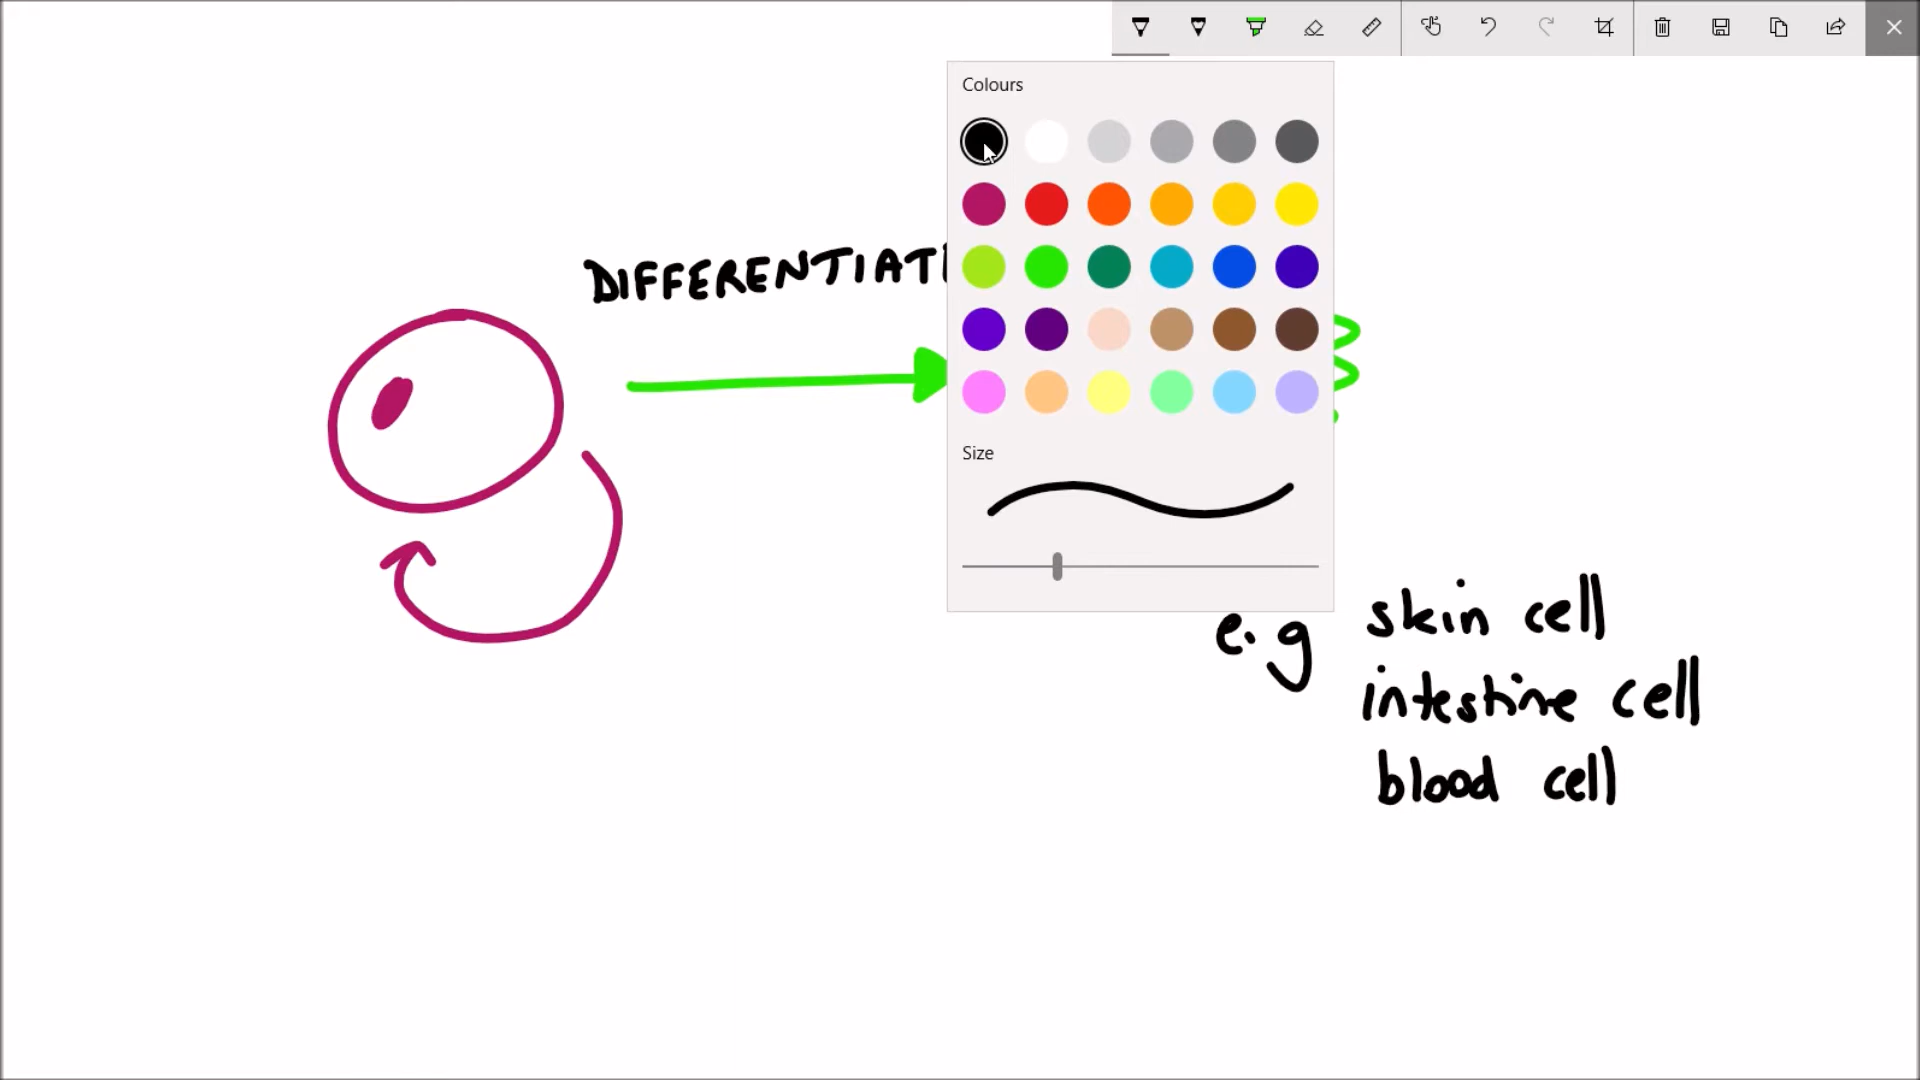 Colours
DIFFERENTIAT
Size
e.g skin cell
intestine cell
blood cell